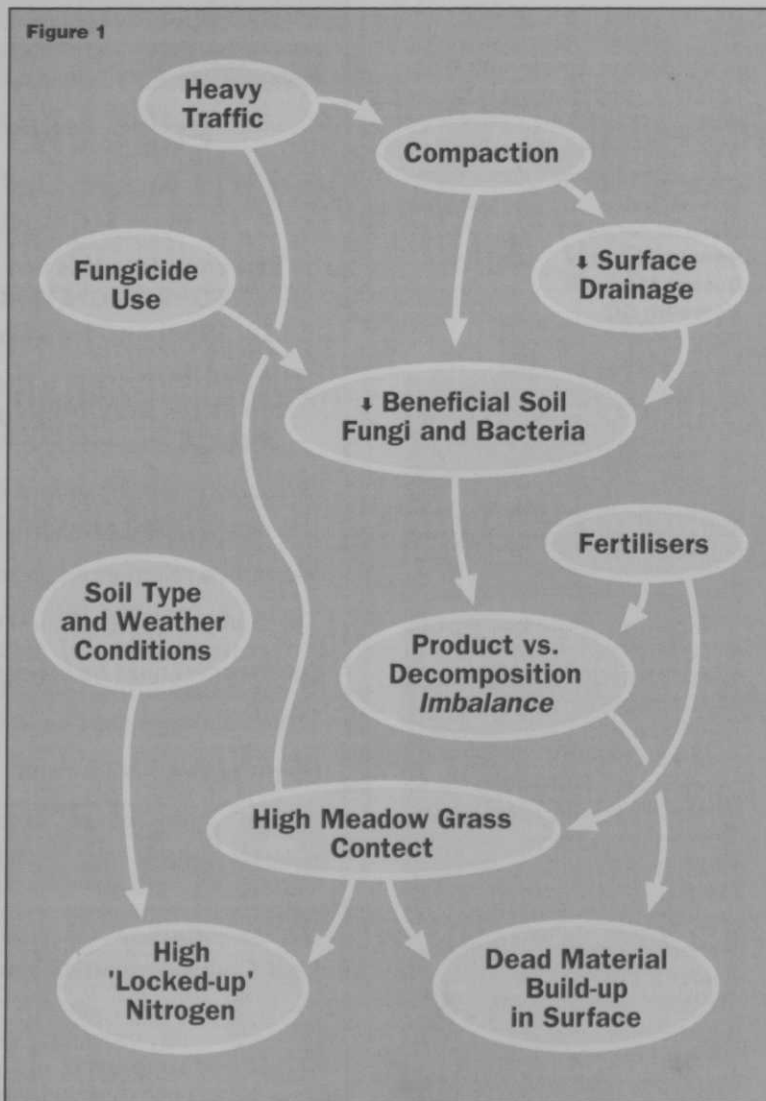 Figure 1
Heavy
Traffic
Compaction
Fungicide
Use
↓ Surface
Drainage
↓ Beneficial Soil
Fungi and Bacteria
Fertilisers
Soil Type
and Weather
Conditions
Product vs.
Decomposition
Imbalance
High Meadow Grass
Contect
High
'Locked-up'
Nitrogen
Dead Material
Build-up
in Surface